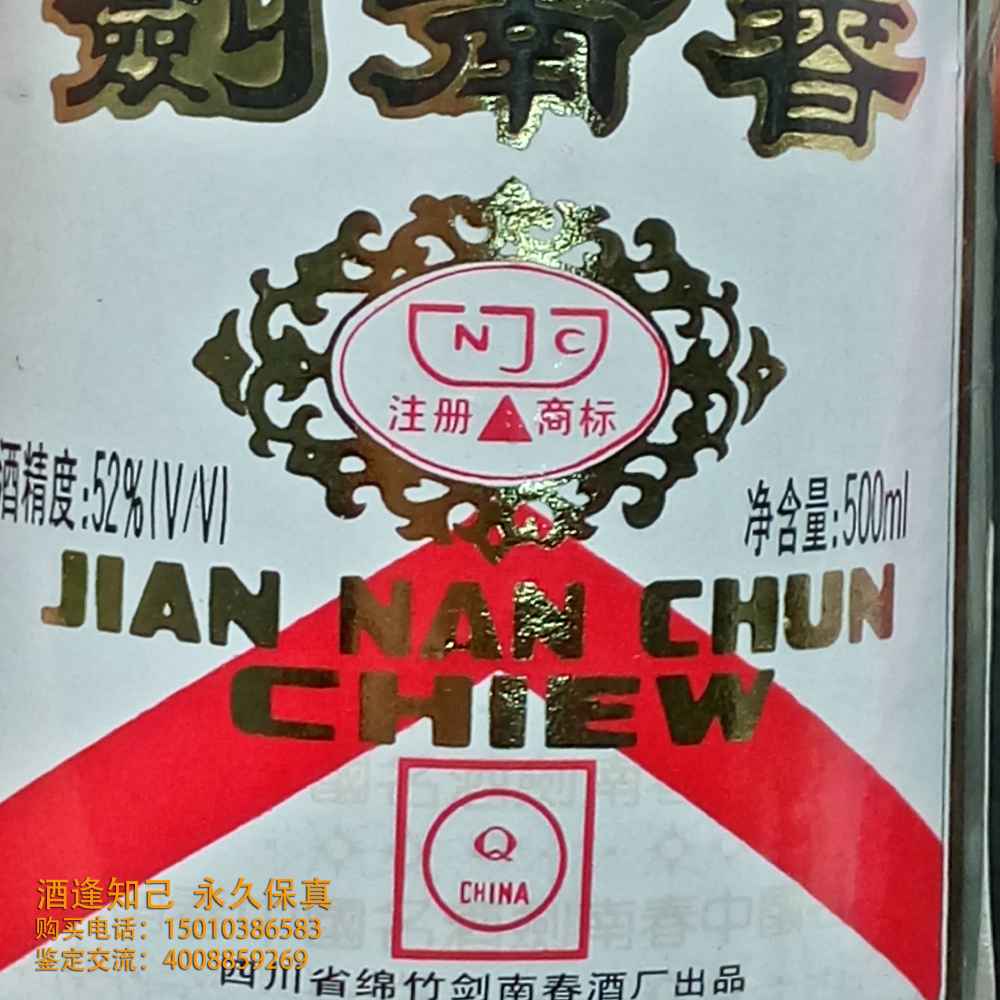 劍南春
NJC
注册 商标
酒精度:52%(V/V)
净含量:500ml
JIAN NAN CHUN
CHIEW
Q
CHINA
酒逢知己 永久保真
购买电话：15010386583
鉴定交流：4008859269
四川省绵竹剑南春酒厂出品